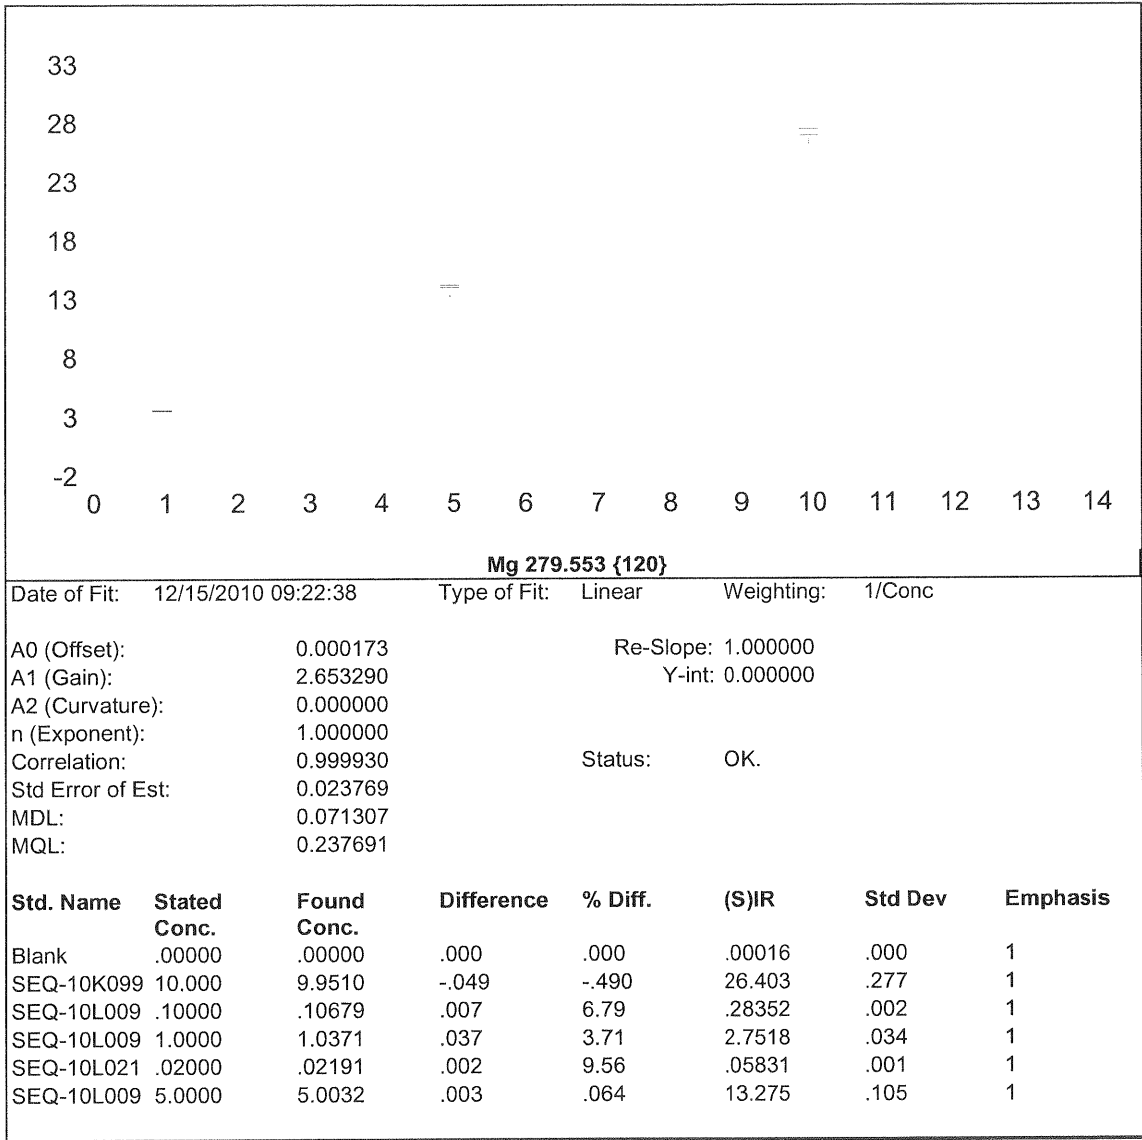 33
28
23
18
13
8
3
-2
0 1 2 3 4 5 6 7 8 9 10 11 12 13 14
Mg 279.553 {120}
Date of Fit: 12/15/2010 09:22:38 Type of Fit: Linear Weighting: 1/Conc
A0 (Offset): 0.000173 Re-Slope: 1.000000
A1 (Gain): 2.653290 Y-int: 0.000000
A2 (Curvature): 0.000000
n (Exponent): 1.000000
Correlation: 0.999930 Status: OK.
Std Error of Est: 0.023769
MDL: 0.071307
MQL: 0.237691
Std. Name Stated Found Difference % Diff. (S)IR Std Dev Emphasis
Conc. Conc.
Blank .00000 .00000 .000 .000 .00016 .000 1
SEQ-10K099 10.000 9.9510 -.049 -.490 26.403 .277 1
SEQ-10L009 .10000 .10679 .007 6.79 .28352 .002 1
SEQ-10L009 1.0000 1.0371 .037 3.71 2.7518 .034 1
SEQ-10L021 .02000 .02191 .002 9.56 .05831 .001 1
SEQ-10L009 5.0000 5.0032 .003 .064 13.275 .105 1